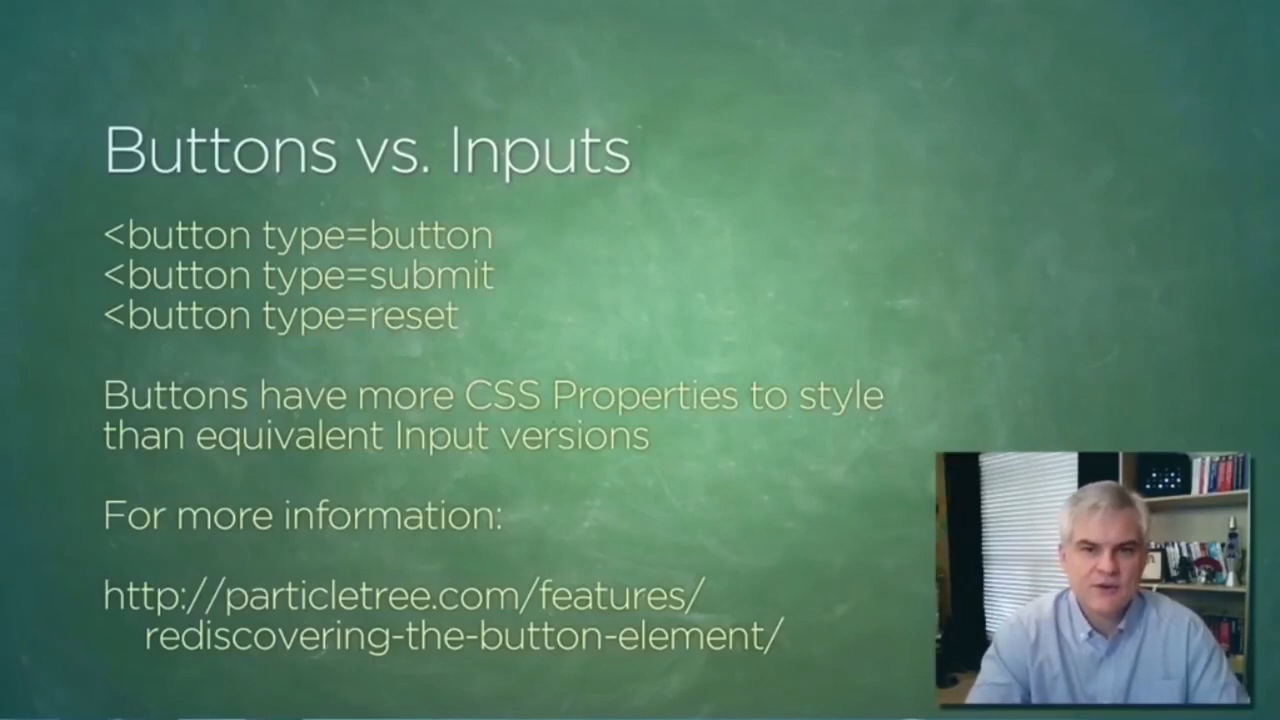 Buttons vs. Inputs
<button type=button
<button type=submit
<button type=reset
Buttons have more CSS Properties to style
than equivalent Input versions
For more information:
http://particletree.com/features/
rediscovering-the-button-element/